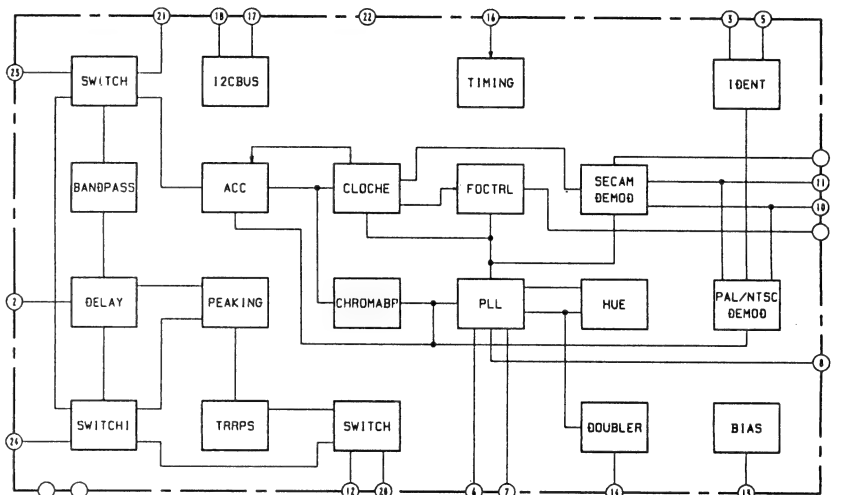 21
18
17
22
16
3
5
23
SWITCH
I2CBUS
TIMING
IDENT
BANDPASS
ACC
CLOCHE
FOCTRL
SECAM
DEMOD
11
10
2
DELAY
PEAKING
CHROMABP
PLL
HUE
PAL/NTSC
DEMOD
8
24
SWITCH1
TRRPS
SWITCH
DOUBLER
BIAS
12
20
6
7
14
15